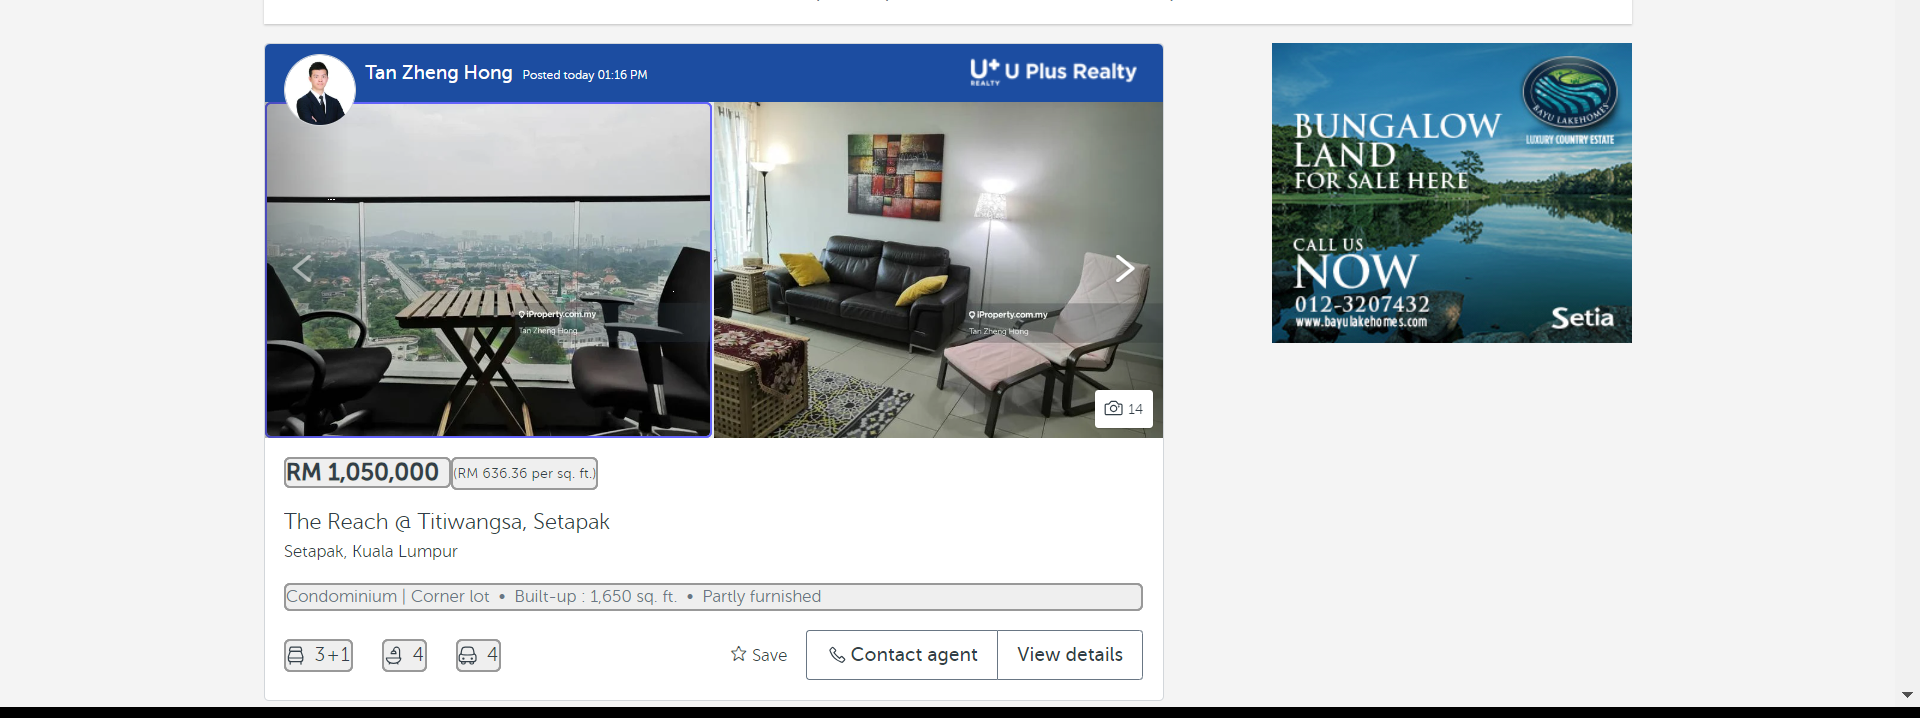 Tan Zheng Hong Posted today 01:16 PM
U+ REALTY U Plus Realty
iProperty.com.my
Tan Zheng Hong
iProperty.com.my
Tan Zheng Hong
14
RM 1,050,000 (RM 636.36 per sq. ft.)
The Reach @ Titiwangsa, Setapak
Setapak, Kuala Lumpur
Condominium | Corner lot • Built-up : 1,650 sq. ft. • Partly furnished
3+1 4 4 Save Contact agent View details
BAYU LAKEHOMES
LUXURY COUNTRY ESTATE
BUNGALOW
LAND
FOR SALE HERE
CALL US
NOW
012-3207432
www.bayulakehomes.com
Setia